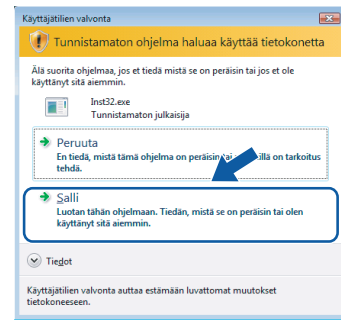 Käyttäjätilien valvonta
Tunnistamaton ohjelma haluaa käyttää tietokonetta
Älä suorita ohjelmaa, jos et tiedä mistä se on peräisin tai jos et ole
käyttänyt sitä aiemmin.
Inst32.exe
Tunnistamaton julkaisija
Peruuta
En tiedä, mistä tämä ohjelma on peräisin tai on tarkoitus
tehdä.
Salli
Luotan tähän ohjelmaan. Tiedän, mistä se on peräisin tai olen
käyttänyt sitä aiemmin.
Tiedot
Käyttäjätilien valvonta auttaa estämään luvattomat muutokset
tietokoneeseen.